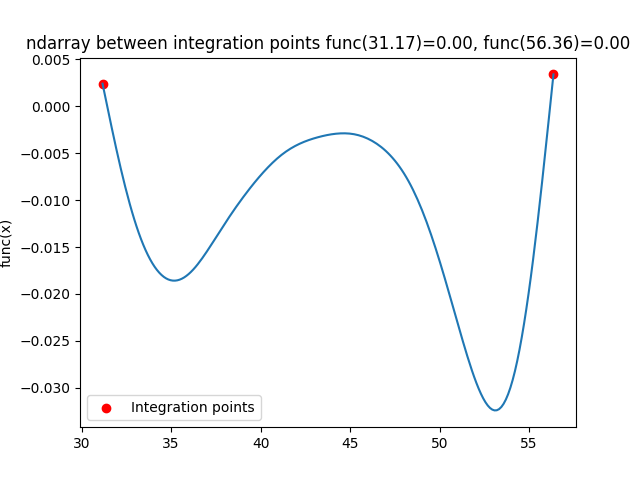 ndarray between integration points func(31.17)=0.00, func(56.36)=0.00
0.005
0.000
−0.005
−0.010
−0.015
−0.020
−0.025
−0.030
func(x)
Integration points
30 35 40 45 50 55